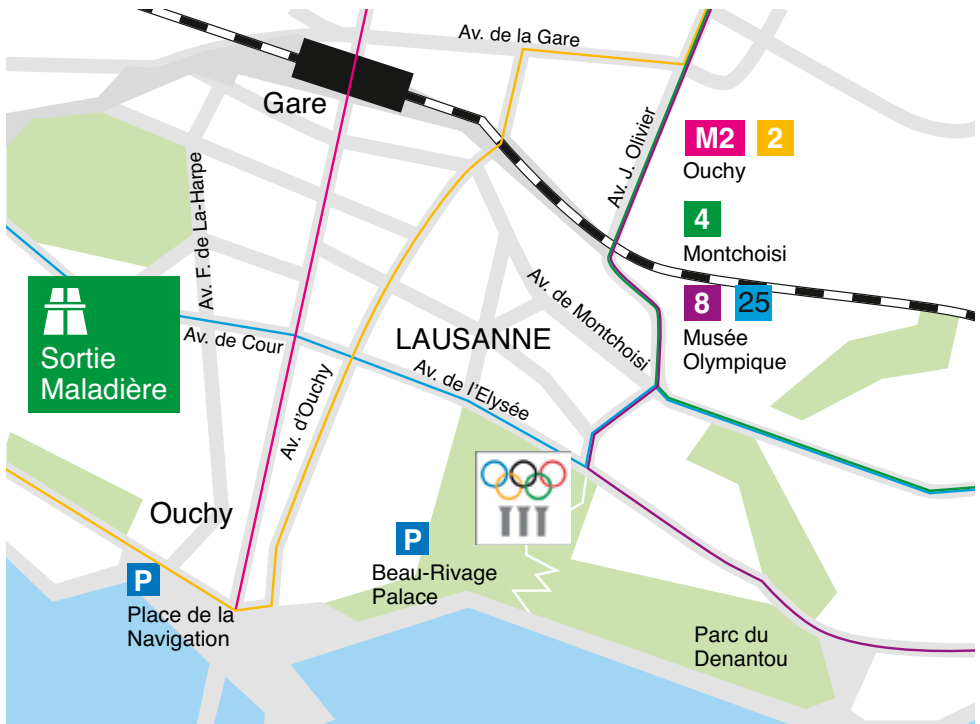 Av. de la Gare
Gare
Av. J. Olivier
M2 2
Ouchy
4
Montchoisi
8 25
Musée
Olympique
Av. F. de La-Harpe
Av. de Montchoisi
Sortie
Maladière
Av. de Cour
LAUSANNE
Av. de l'Elysée
Av. d'Ouchy
Ouchy
P
Beau-Rivage
Palace
P
Place de la
Navigation
Parc du
Denantou